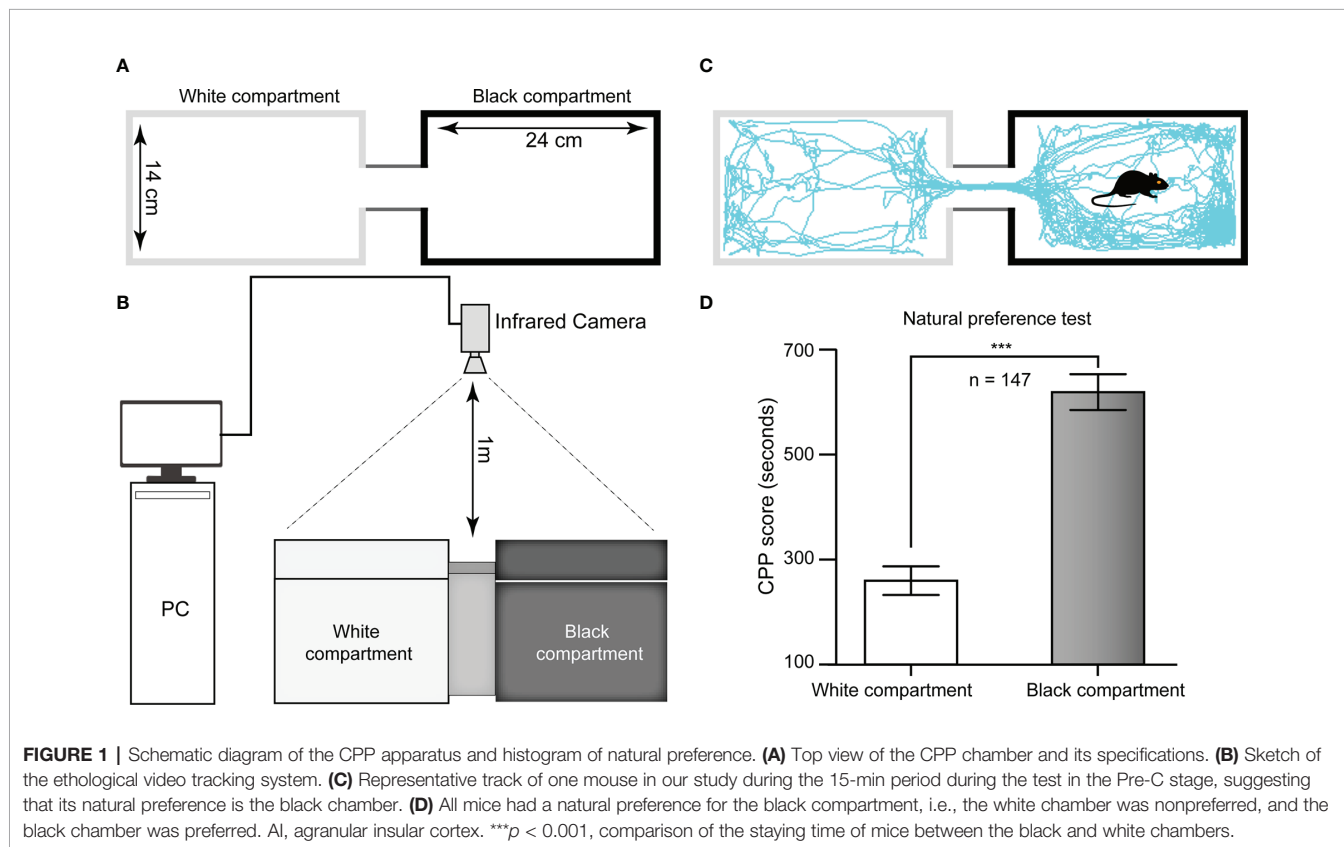 A
White compartment
Black compartment
14 cm
24 cm
C
B
Infrared Camera
1m
PC
White
compartment
Black
compartment
D
Natural preference test
***
n = 147
CPP score (seconds)
700
500
300
100
White compartment
Black compartment
FIGURE 1 | Schematic diagram of the CPP apparatus and histogram of natural preference. (A) Top view of the CPP chamber and its specifications. (B) Sketch of
the ethological video tracking system. (C) Representative track of one mouse in our study during the 15-min period during the test in the Pre-C stage, suggesting
that its natural preference is the black chamber. (D) All mice had a natural preference for the black compartment, i.e., the white chamber was nonpreferred, and the
black chamber was preferred. AI, agranular insular cortex. ***p < 0.001, comparison of the staying time of mice between the black and white chambers.